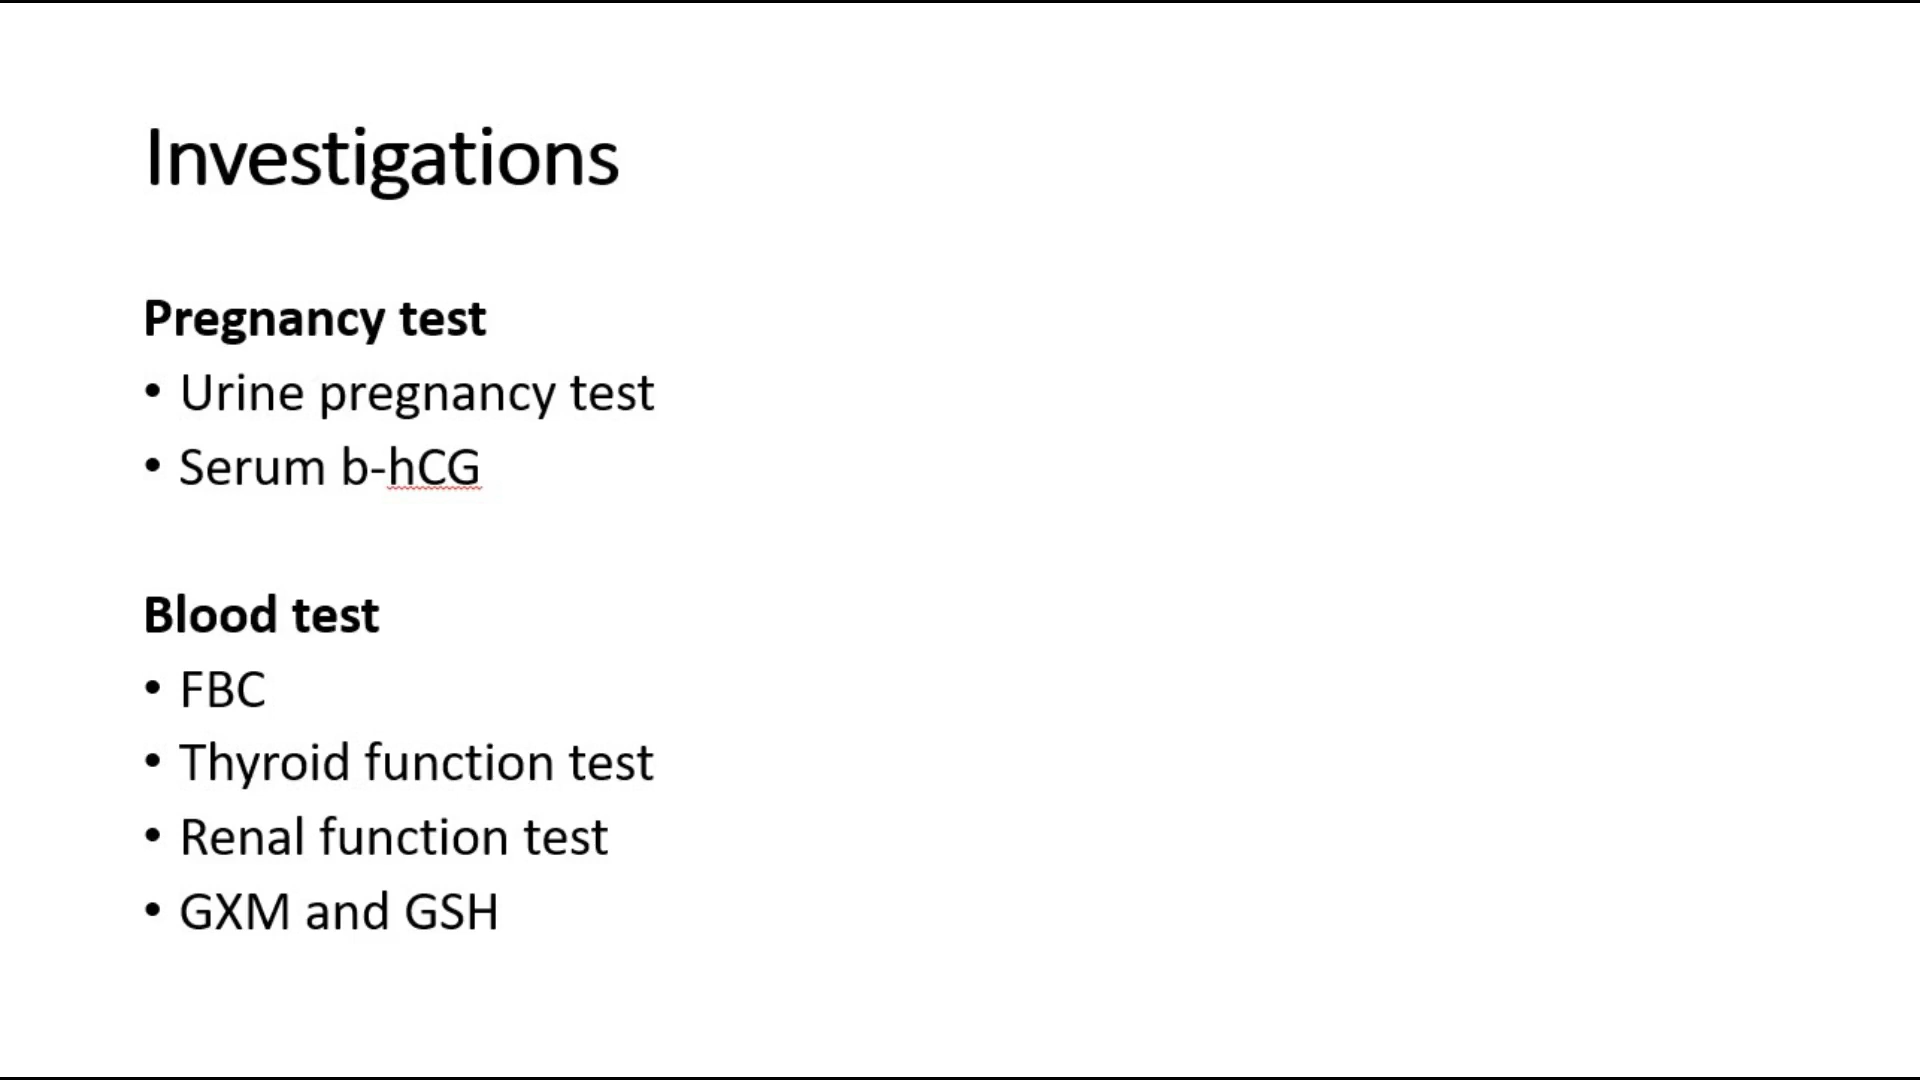 Investigations
Pregnancy test
• Urine pregnancy test
• Serum b-hCG
Blood test
• FBC
• Thyroid function test
• Renal function test
• GXM and GSH